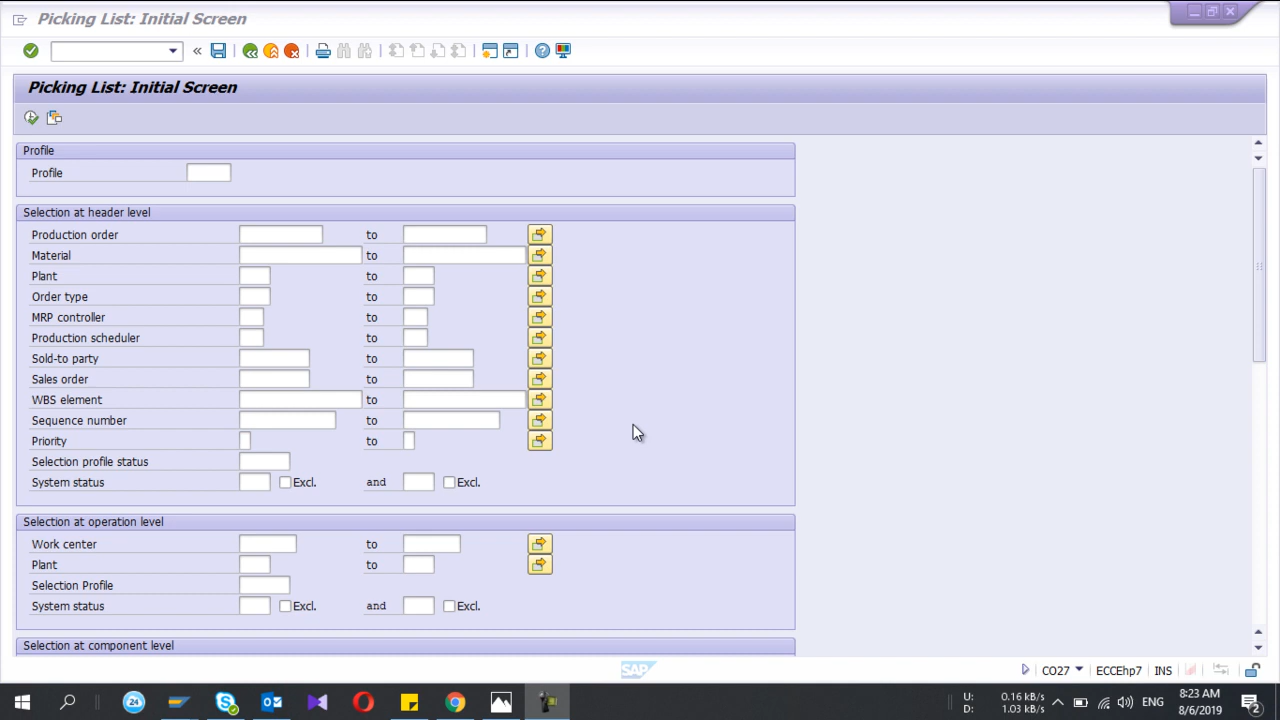 Picking List: Initial Screen
«
Picking List: Initial Screen
Profile
Profile
Selection at header level
Production order to
Material to
Plant to
Order type to
MRP controller to
Production scheduler to
Sold-to party to
Sales order to
WBS element to
Sequence number to
Priority to
Selection profile status
System status Excl. and Excl.
Selection at operation level
Work center to
Plant to
Selection Profile
System status Excl. and Excl.
Selection at component level
SAP
CO27 ECCEhp7 INS
24
U: 0.16 kB/s
D: 1.03 kB/s
ENG
8:23 AM
8/6/2019
2